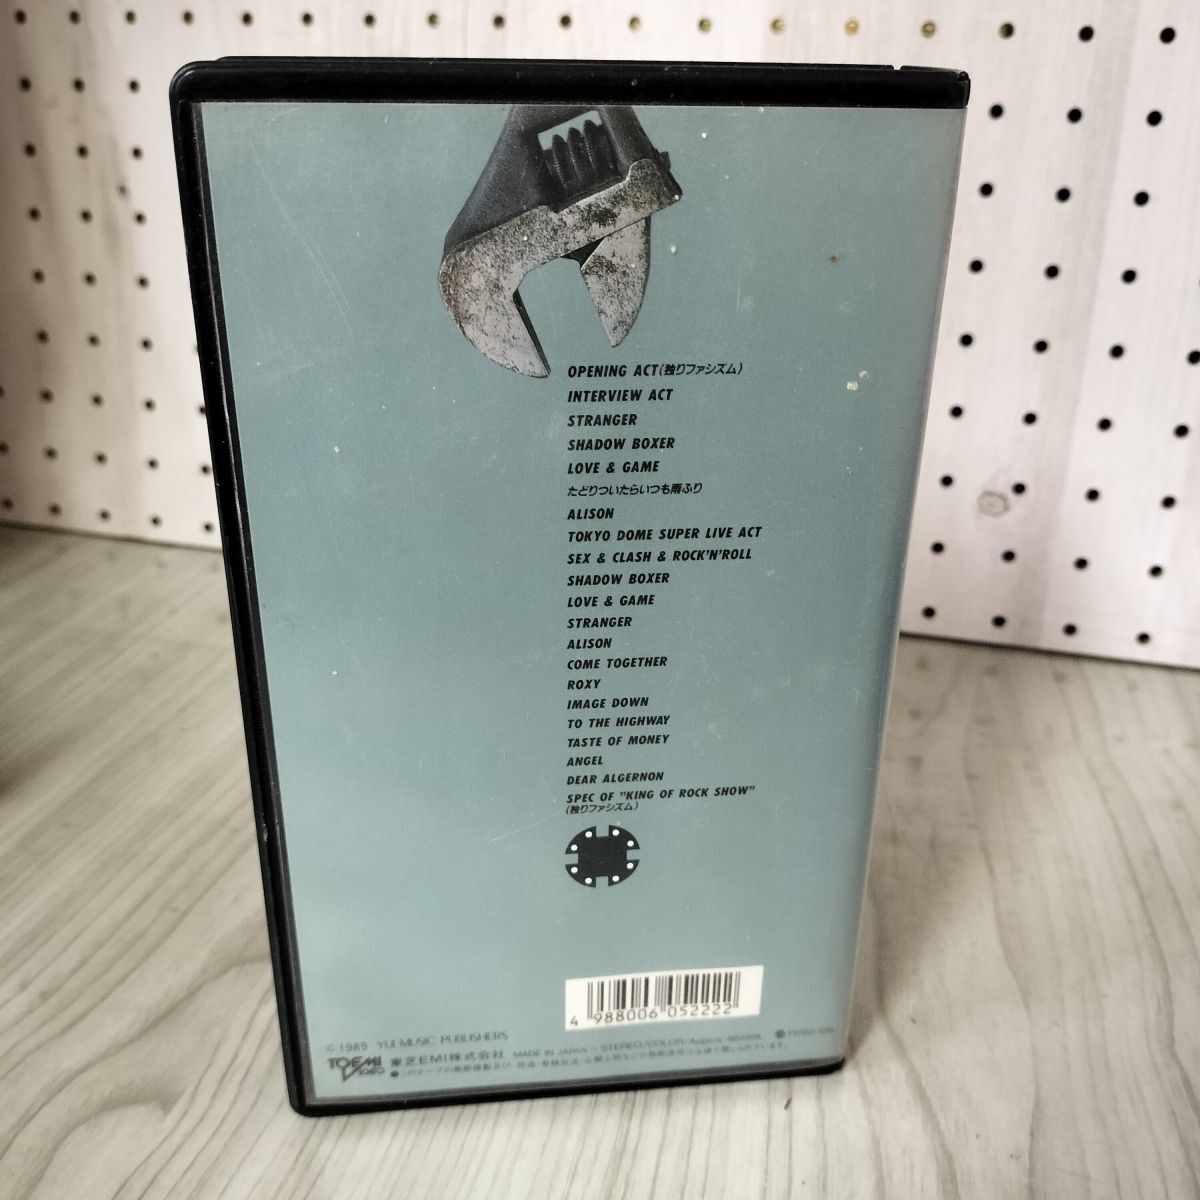 OPENING ACT(独りファシズム)
INTERVIEW ACT
STRANGER
SHADOW BOXER
LOVE & GAME
たどりついたらいつも雨ふり
ALISON
TOKYO DOME SUPER LIVE ACT
SEX & CLASH & ROCK'N'ROLL
SHADOW BOXER
LOVE & GAME
STRANGER
ALISON
COME TOGETHER
ROXY
IMAGE DOWN
TO THE HIGHWAY
TASTE OF MONEY
ANGEL
DEAR ALGERNON
SPEC OF "KING OF ROCK SHOW"
(独りファシズム)
4 988006 052222
© 1989 YUI MUSIC PUBLISHERS
TOEMI VIDEO 東芝EMI株式会社 MADE IN JAPAN STEREO/COLOR/Approx